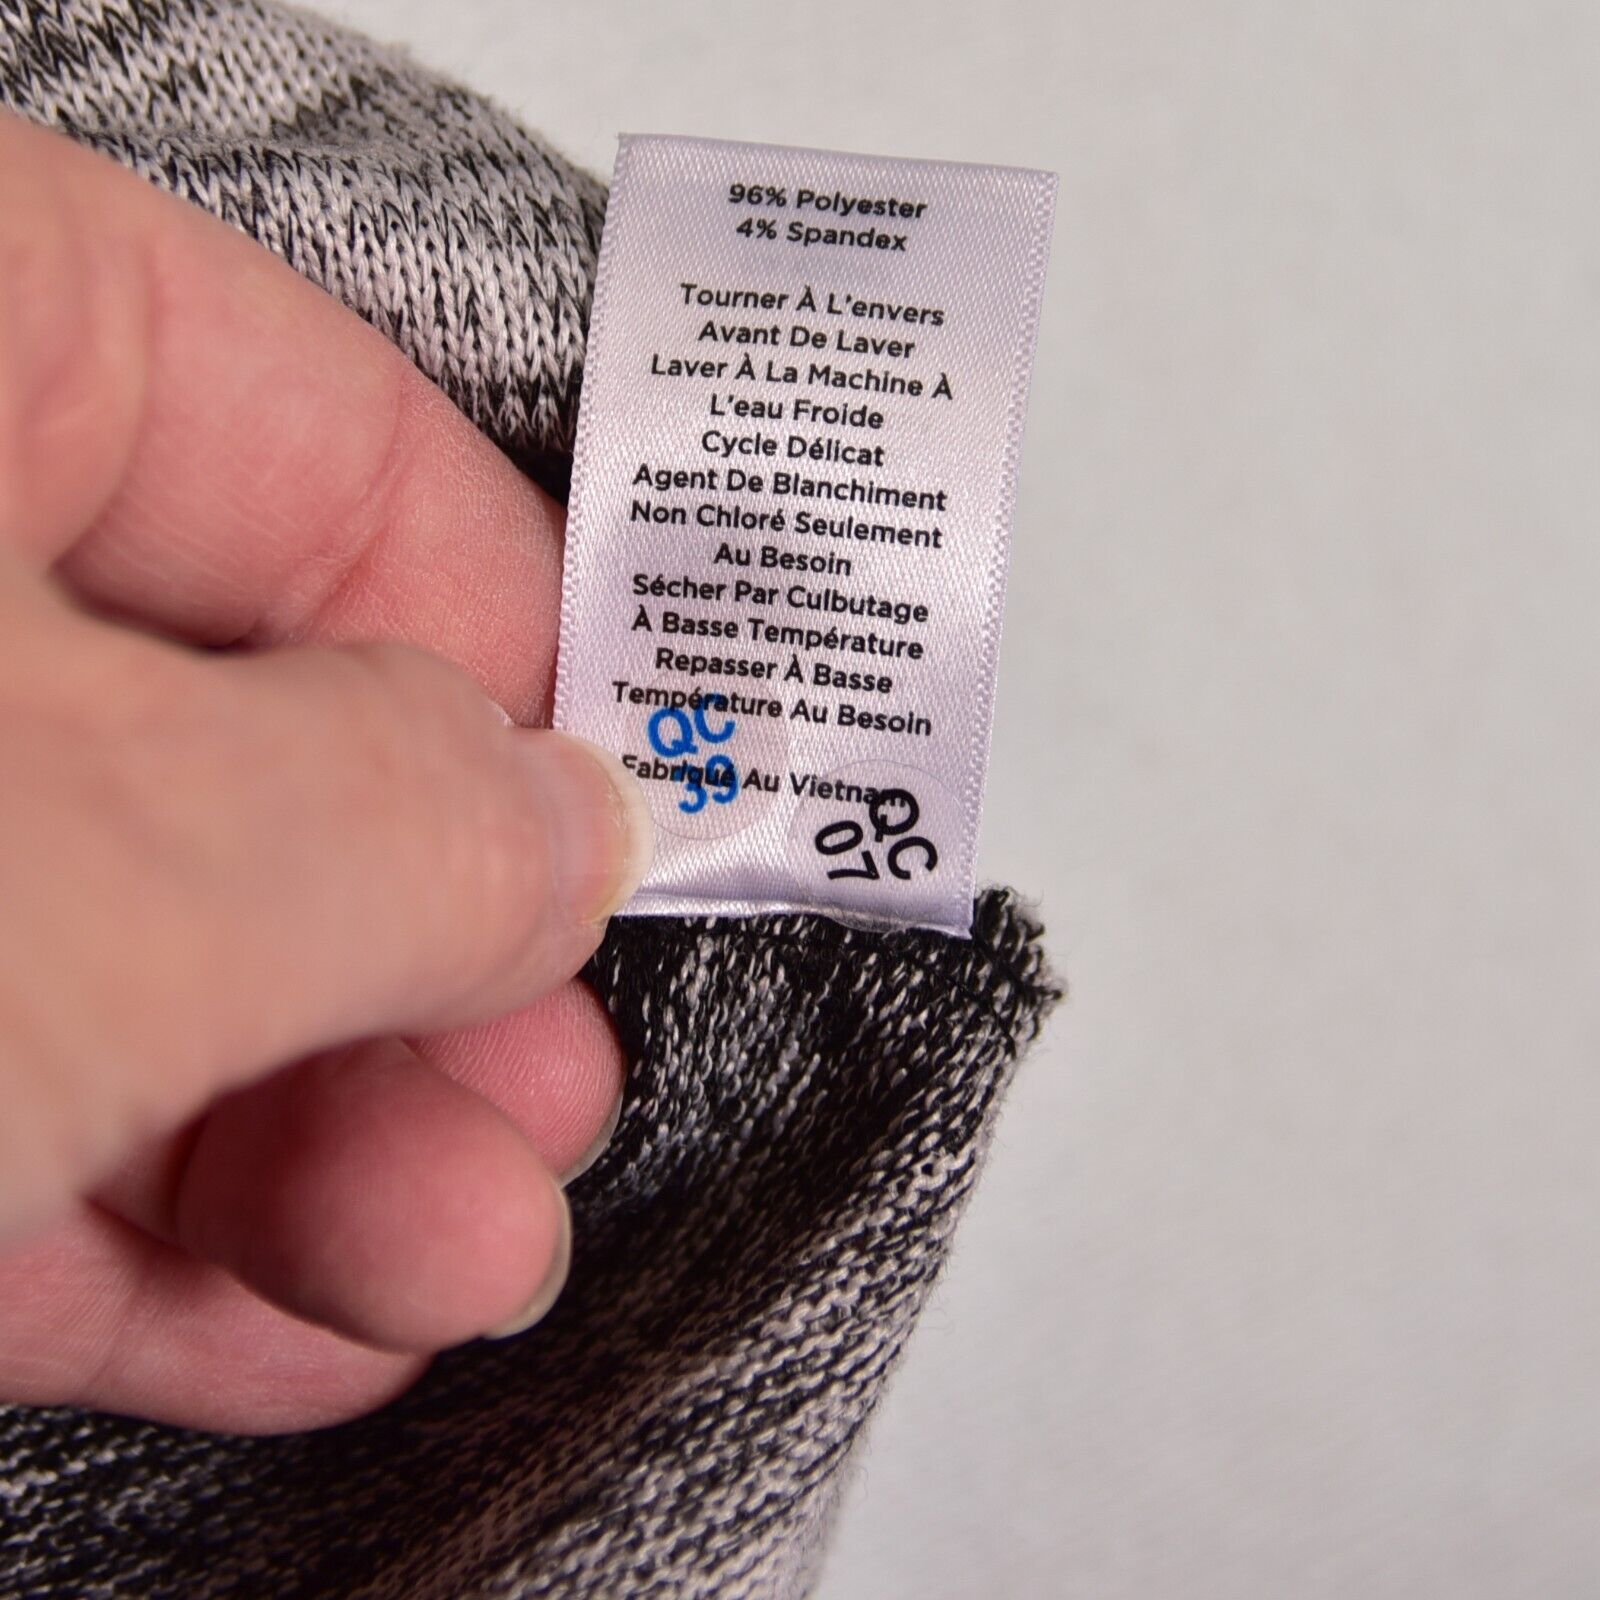 96% Polyester
4% Spandex
Tourner À L'envers
Avant De Laver
Laver À La Machine À
L'eau Froide
Cycle Délicat
Agent De Blanchiment
Non Chloré Seulement
Au Besoin
Sécher Par Culbutage
À Basse Température
Repasser À Basse
Température Au Besoin
QC
39
Fabriqué Au Vietnam
QC
07